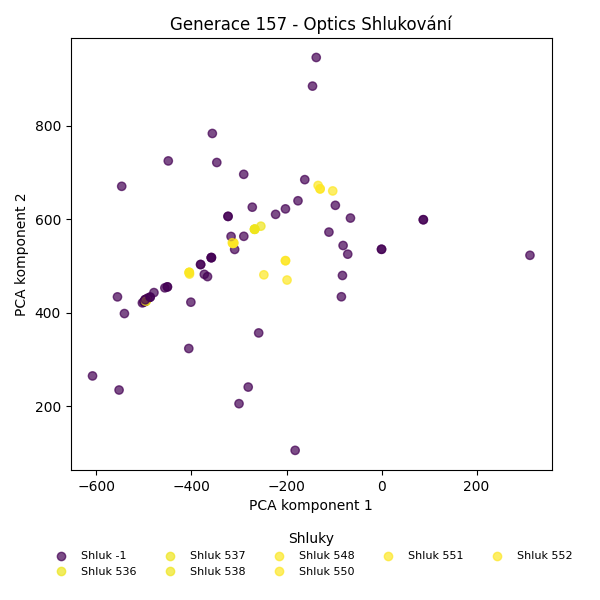 Generace 157 - Optics Shlukování
PCA komponent 2
800
600
400
200
−600 −400 −200 0 200
PCA komponent 1
Shluky
Shluk -1 Shluk 537 Shluk 548 Shluk 551 Shluk 552
Shluk 536 Shluk 538 Shluk 550